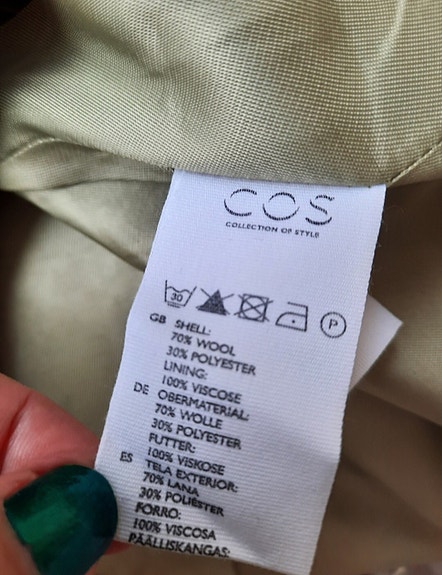 COS
COLLECTION OF STYLE
30
P
GB SHELL:
70% WOOL
30% POLYESTER
LINING:
100% VISCOSE
DE OBERMATERIAL:
70% WOLLE
30% POLYESTER
FUTTER:
100% VISKOSE
ES TELA EXTERIOR:
70% LANA
30% POLIÉSTER
FORRO:
100% VISCOSA
PÄÄLLISKANGAS: